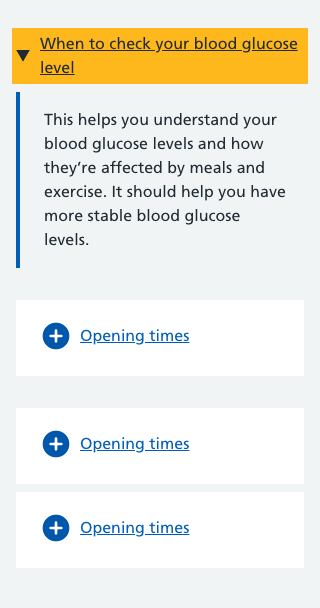 When to check your blood glucose
level
This helps you understand your
blood glucose levels and how
they’re affected by meals and
exercise. It should help you have
more stable blood glucose
levels.
Opening times
Opening times
Opening times